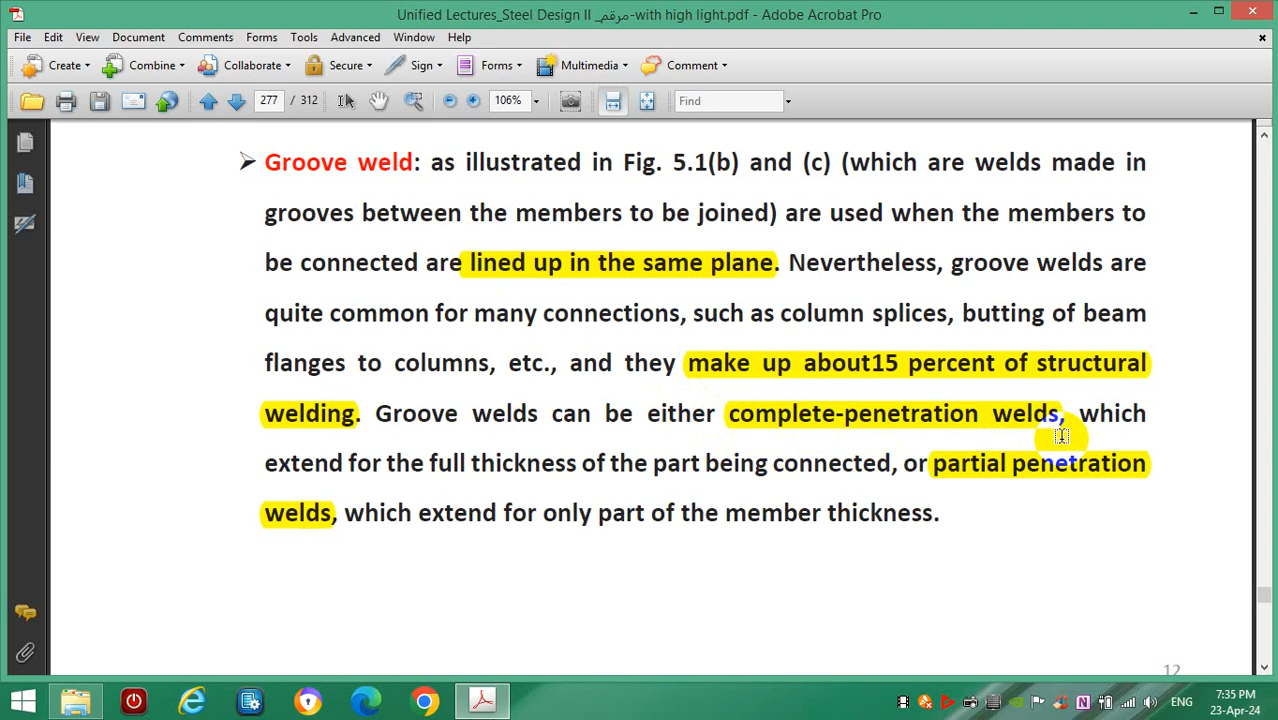 Unified Lectures_Steel Design II _مرقم-with high light.pdf - Adobe Acrobat Pro
File Edit View Document Comments Forms Tools Advanced Window Help
Create Combine Collaborate Secure Sign Forms Multimedia Comment
277 / 312 106% Find
➢ Groove weld: as illustrated in Fig. 5.1(b) and (c) (which are welds made in
grooves between the members to be joined) are used when the members to
be connected are lined up in the same plane. Nevertheless, groove welds are
quite common for many connections, such as column splices, butting of beam
flanges to columns, etc., and they make up about15 percent of structural
welding. Groove welds can be either complete-penetration welds, which
extend for the full thickness of the part being connected, or partial penetration
welds, which extend for only part of the member thickness.
12
ENG
7:35 PM
23-Apr-24